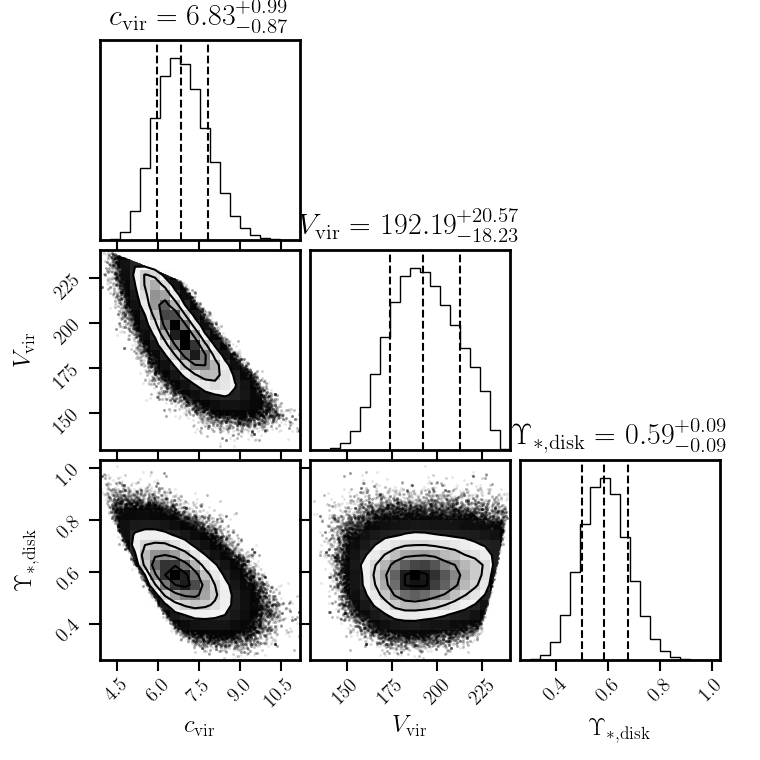 c_vir = 6.83^{+0.99}_{-0.87}
V_vir = 192.19^{+20.57}_{-18.23}
225
200
175
150
V_vir
Υ_{*,disk} = 0.59^{+0.09}_{-0.09}
1.0
0.8
0.6
0.4
Υ_{*,disk}
4.5 6.0 7.5 9.0 10.5
150 175 200 225
0.4 0.6 0.8 1.0
c_vir
V_vir
Υ_{*,disk}